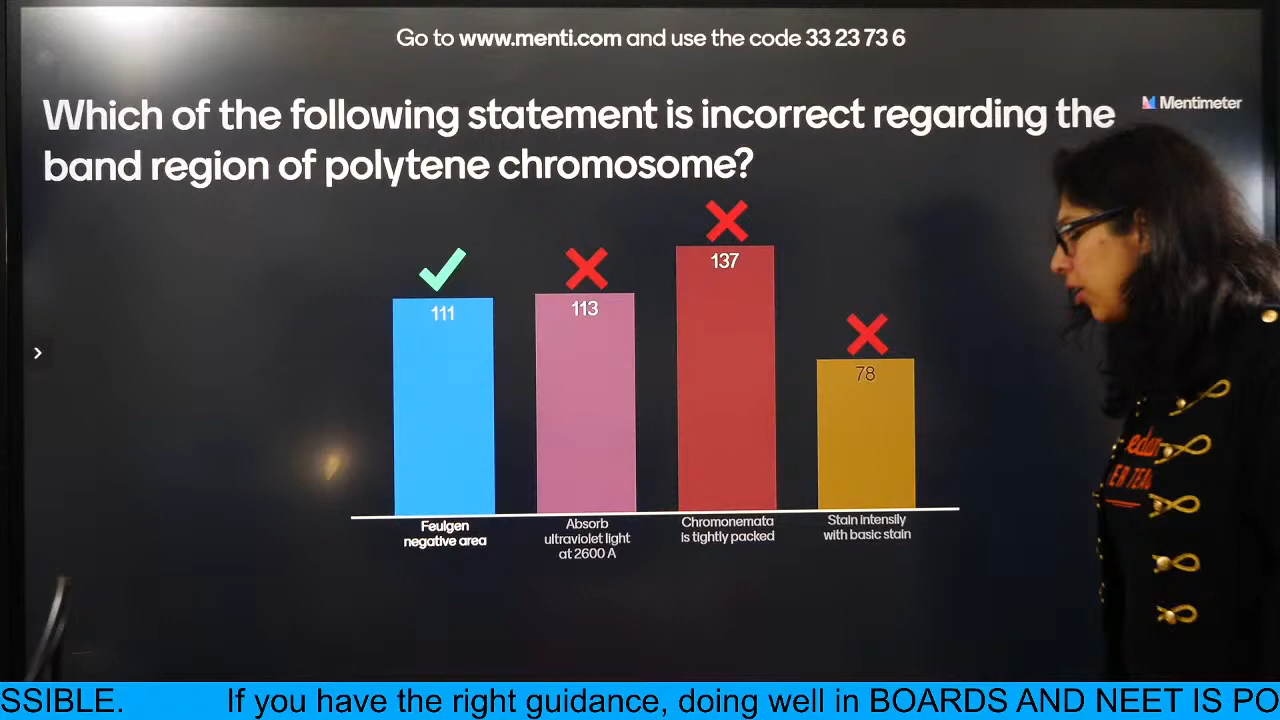 Go to www.menti.com and use the code 33 23 73 6
Mentimeter
Which of the following statement is incorrect regarding the
band region of polytene chromosome?
111
113
137
78
Feulgen
negative area
Absorb
ultraviolet light
at 2600 A
Chromonemata
is tightly packed
Stain intensily
with basic stain
SSIBLE. If you have the right guidance, doing well in BOARDS AND NEET IS PO